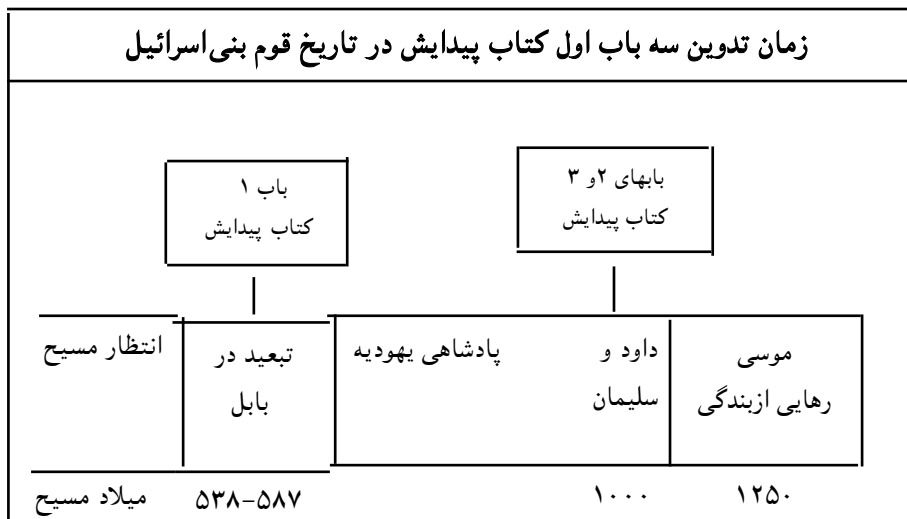 زمان تدوین سه باب اول کتاب پیدایش در تاریخ قوم بنی‌اسرائیل
بابهای ۲و ۳
کتاب پیدایش
باب ۱
کتاب پیدایش
موسی
رهایی ازبندگی
داود و
سلیمان
پادشاهی یهودیه
تبعید در
بابل
انتظار مسیح
۱۲۵۰
۱۰۰۰
۵۸۷-۵۳۸
میلاد مسیح